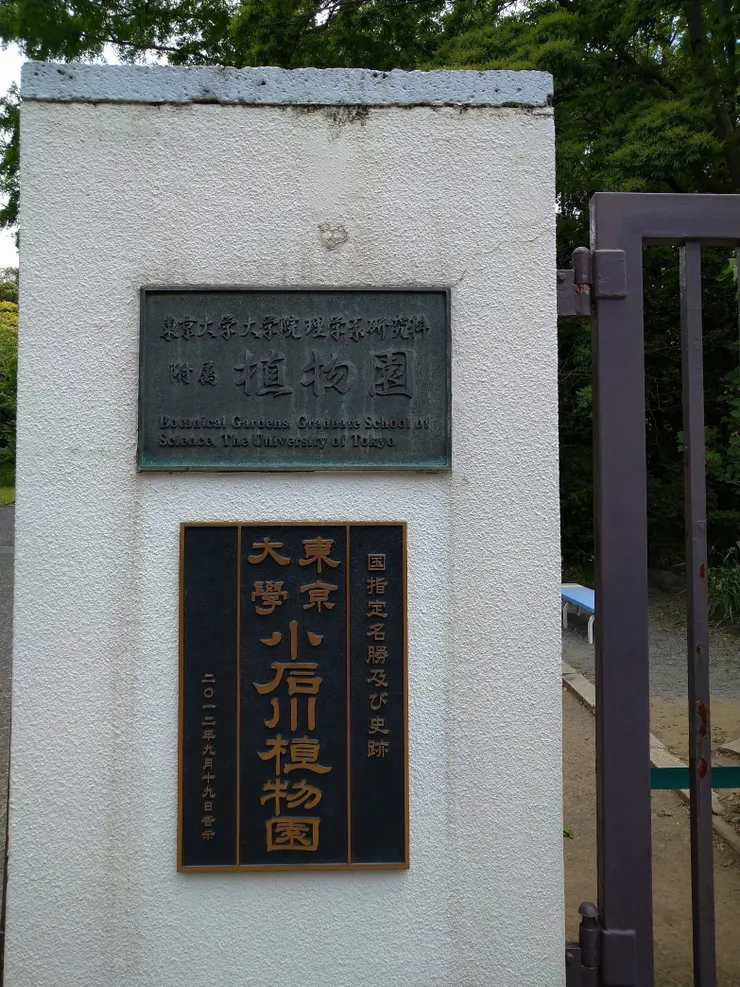 東京大学大学院理学系研究科
附属 植物園
Botanical Gardens, Graduate School of
Science, The University of Tokyo
国指定名勝及び史跡
東京
大學
小石川植物園
二〇一二年九月十九日告示